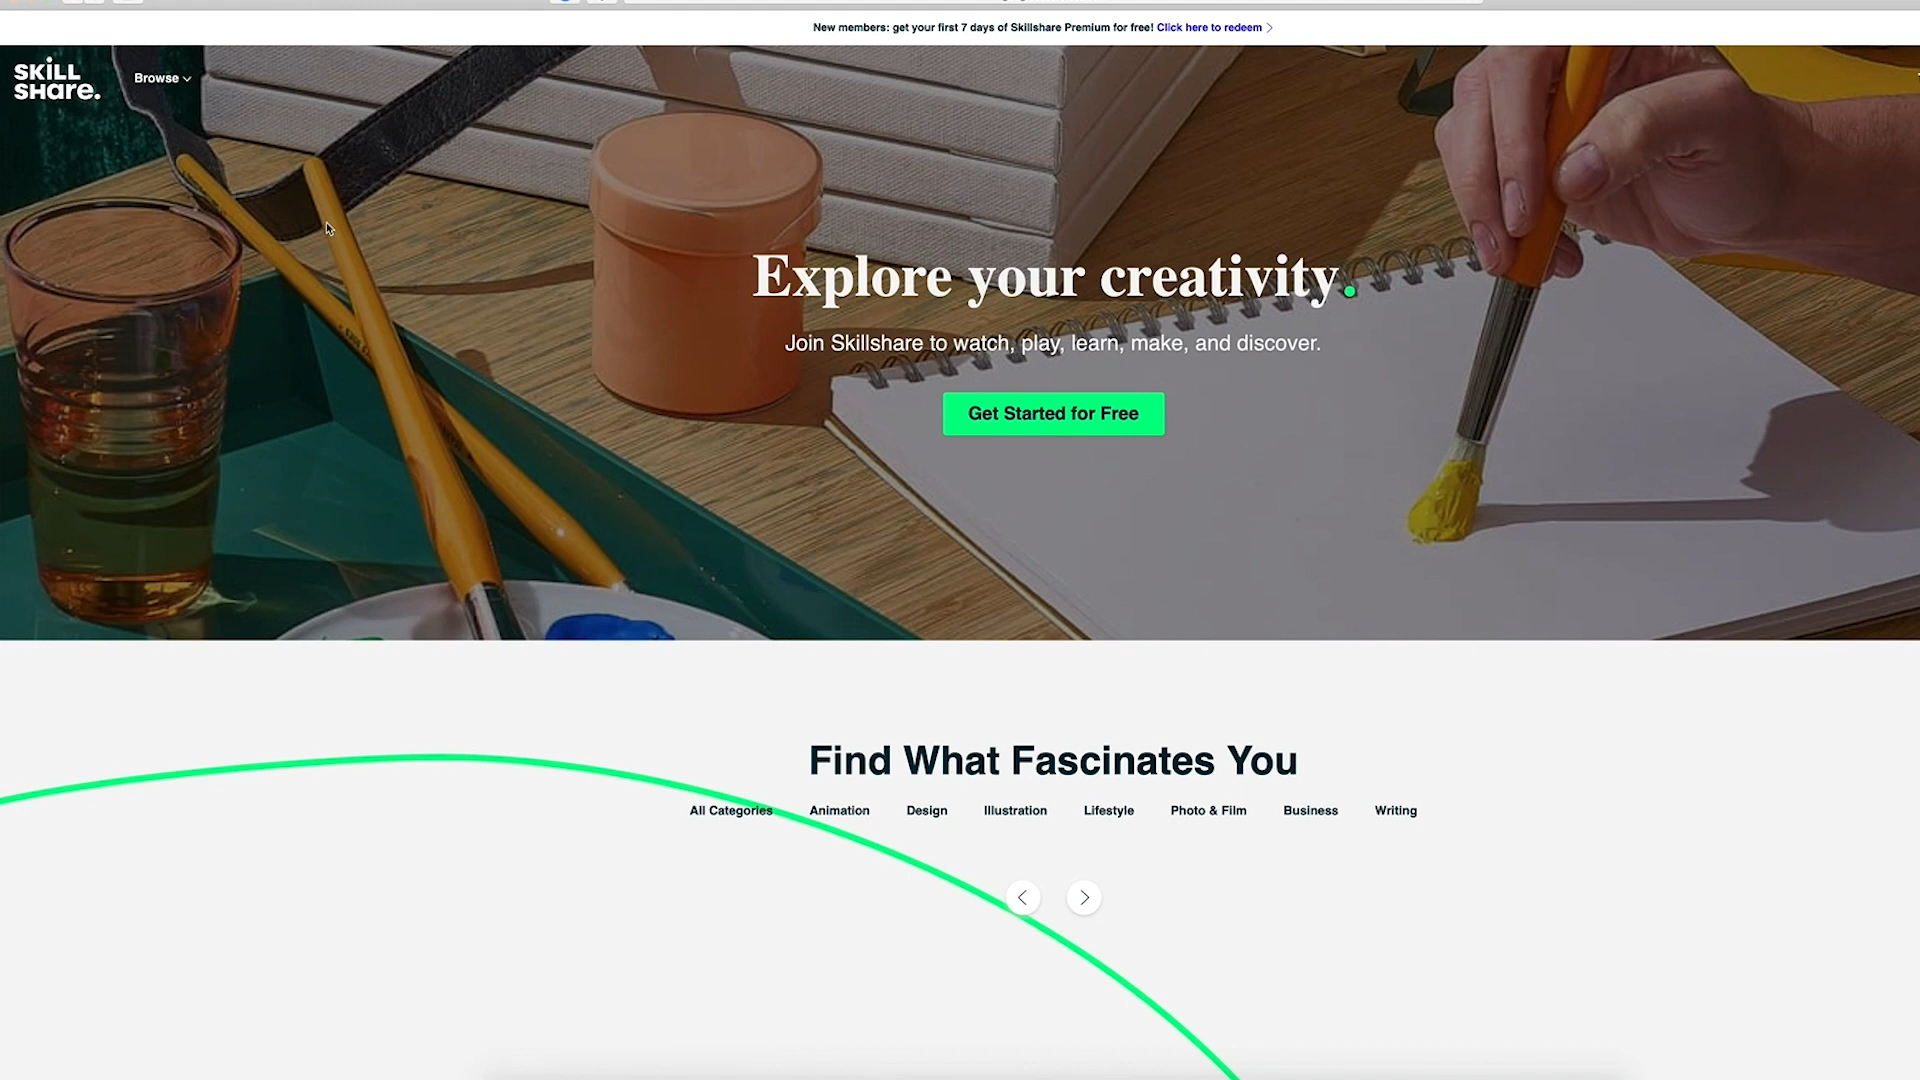 New members: get your first 7 days of Skillshare Premium for free! Click here to redeem
SKILL
SHARE.
Browse
Explore your creativity.
Join Skillshare to watch, play, learn, make, and discover.
Get Started for Free
Find What Fascinates You
All Categories Animation Design Illustration Lifestyle Photo & Film Business Writing